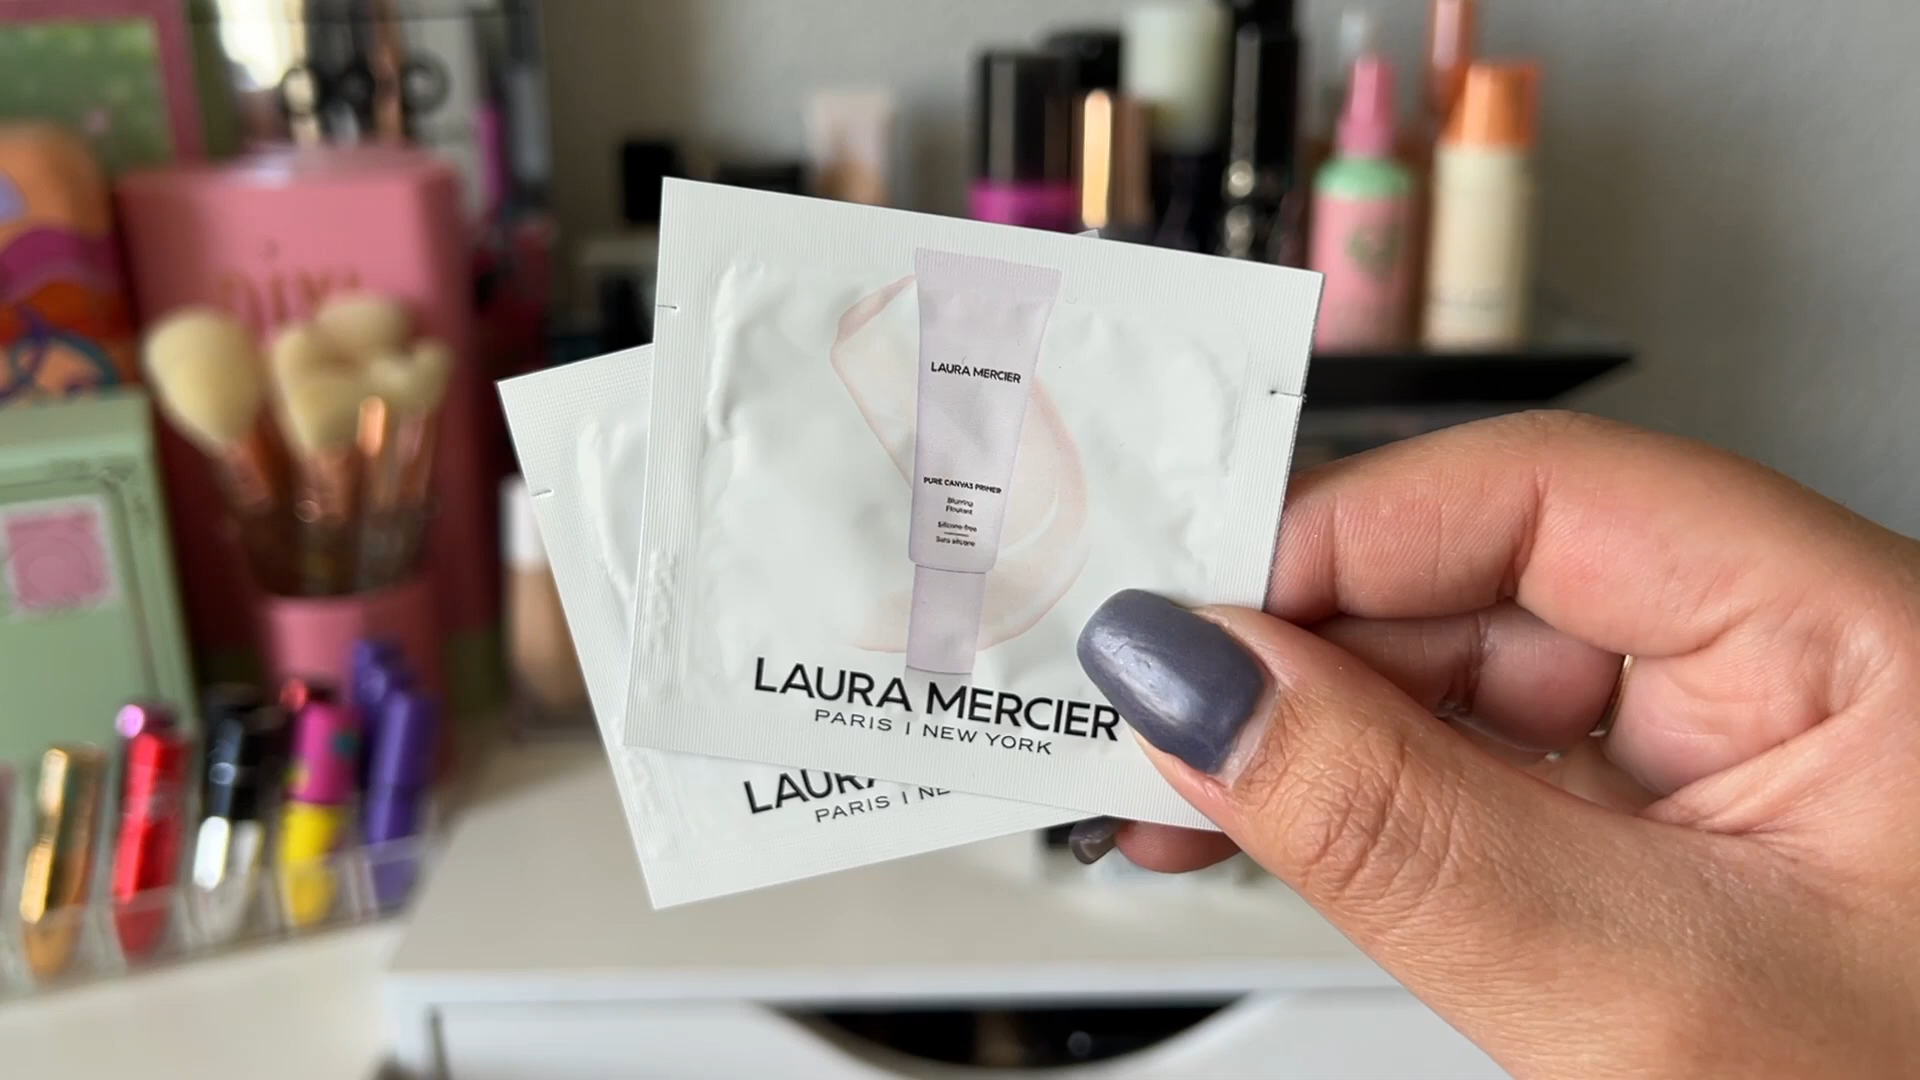 LAURA MERCIER
PURE CANVAS PRIMER
Blurring
Floutant
Silicone-free
Sans silicone
LAURA MERCIER
PARIS | NEW YORK
LAURA
PARIS | NE
pixi